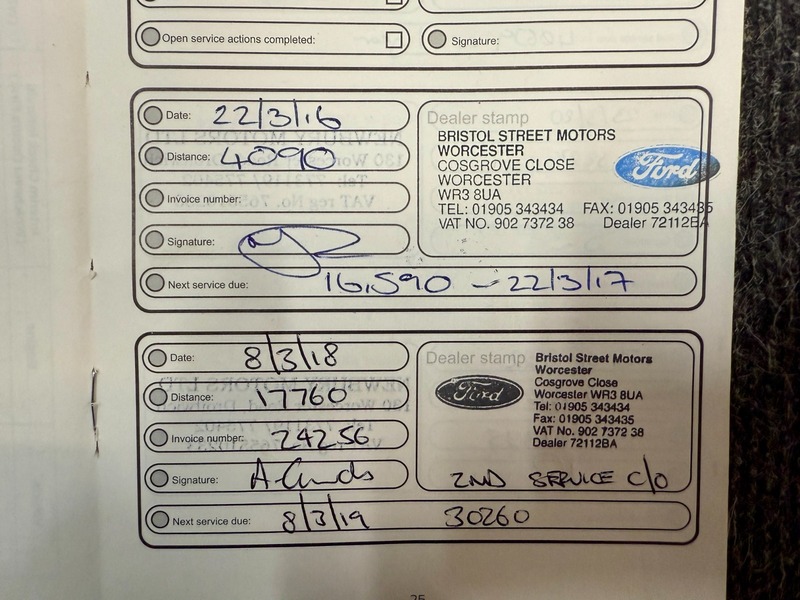 Open service actions completed:
Signature:
Date: 22/3/16
Distance: 4090
Invoice number:
Signature:
Next service due: 16,590 – 22/3/17
Dealer stamp
BRISTOL STREET MOTORS
WORCESTER
COSGROVE CLOSE
WORCESTER
WR3 8UA
TEL: 01905 343434 FAX: 01905 343435
VAT NO. 902 7372 38 Dealer 72112BA
Ford
Date: 8/3/18
Distance: 17760
Invoice number: 24256
Signature:
Next service due: 8/3/19 30260
Dealer stamp
Ford
Bristol Street Motors
Worcester
Cosgrove Close
Worcester WR3 8UA
Tel: 01905 343434
Fax: 01905 343435
VAT No. 902 7372 38
Dealer 72112BA
2ND SERVICE C/O